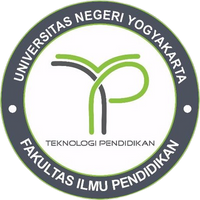 UNIVERSITAS NEGERI YOGYAKARTA
TEKNOLOGI PENDIDIKAN
FAKULTAS ILMU PENDIDIKAN